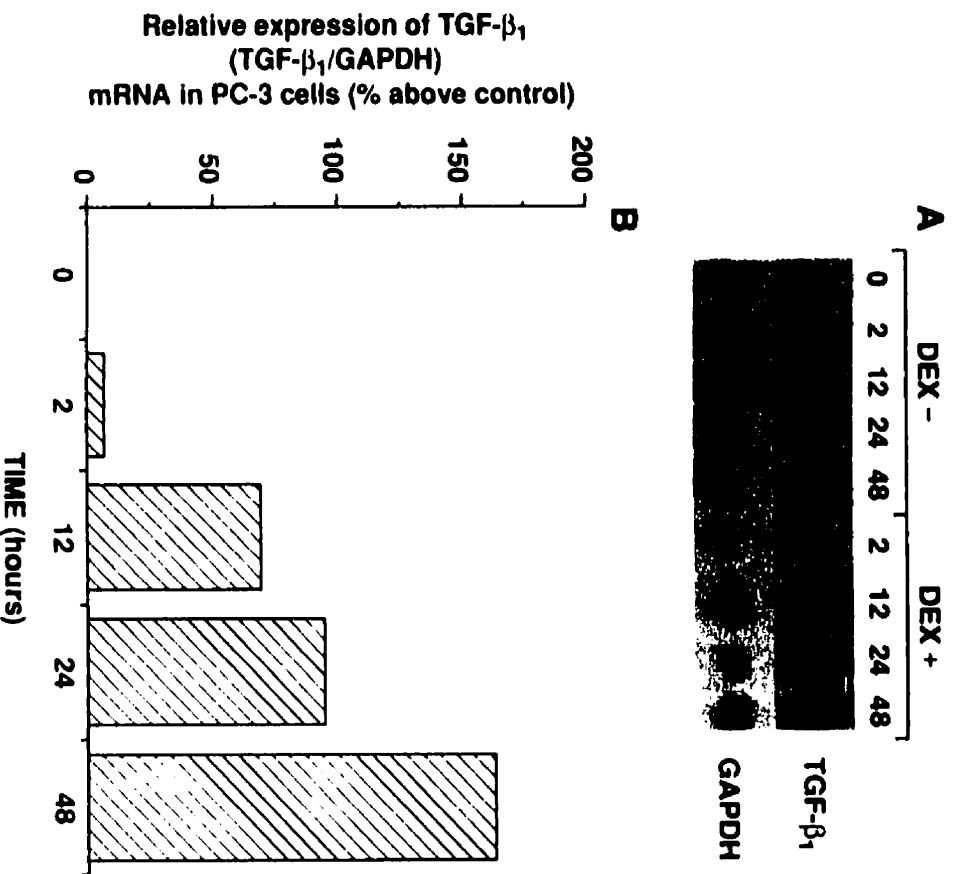 A
DEX – DEX +
0 2 12 24 48 2 12 24 48
TGF-β₁
GAPDH
B
Relative expression of TGF-β₁
(TGF-β₁/GAPDH)
mRNA in PC-3 cells (% above control)
200
150
100
50
0
0 2 12 24 48
TIME (hours)